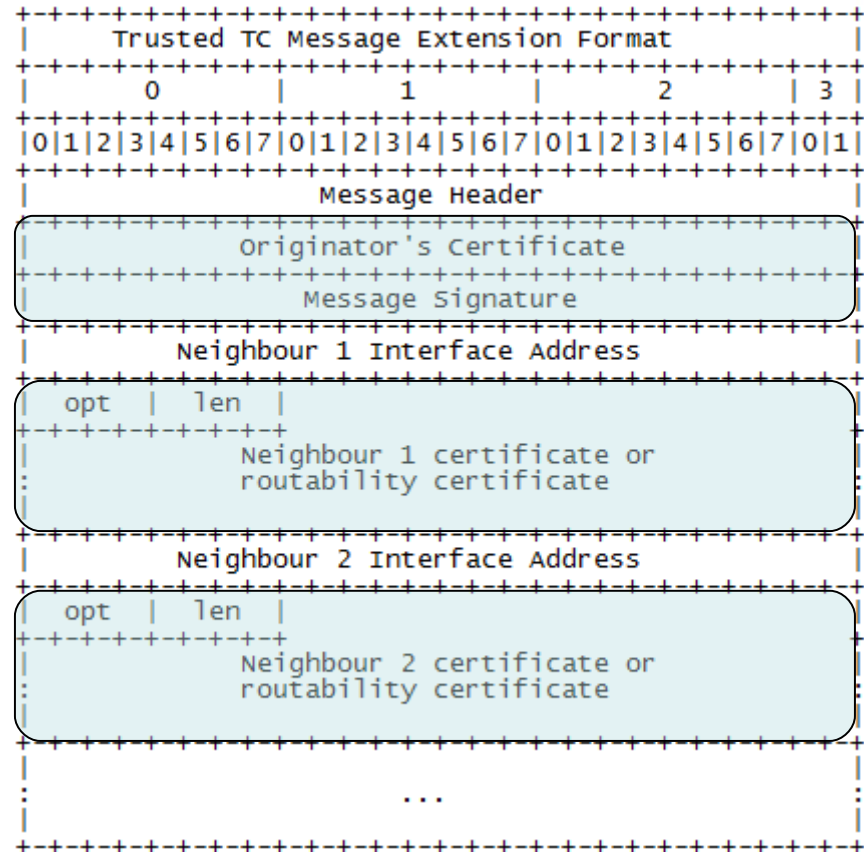 +-+-+-+-+-+-+-+-+-+-+-+-+-+-+-+-+-+-+-+-+-+-+-+-+-+-+
|     Trusted TC Message Extension Format            |
+-+-+-+-+-+-+-+-+-+-+-+-+-+-+-+-+-+-+-+-+-+-+-+-+-+-+
|       0       |       1       |       2       | 3 |
+-+-+-+-+-+-+-+-+-+-+-+-+-+-+-+-+-+-+-+-+-+-+-+-+-+-+
|0|1|2|3|4|5|6|7|0|1|2|3|4|5|6|7|0|1|2|3|4|5|6|7|0|1|
+-+-+-+-+-+-+-+-+-+-+-+-+-+-+-+-+-+-+-+-+-+-+-+-+-+-+
|                  Message Header                   |
+-+-+-+-+-+-+-+-+-+-+-+-+-+-+-+-+-+-+-+-+-+-+-+-+-+-+
|             Originator's Certificate              |
+-+-+-+-+-+-+-+-+-+-+-+-+-+-+-+-+-+-+-+-+-+-+-+-+-+-+
|                 Message Signature                 |
+-+-+-+-+-+-+-+-+-+-+-+-+-+-+-+-+-+-+-+-+-+-+-+-+-+-+
|         Neighbour 1 Interface Address             |
+-+-+-+-+-+-+-+-+-+-+-+-+-+-+-+-+-+-+-+-+-+-+-+-+-+-+
|  opt  |  len  |                                   |
+-+-+-+-+-+-+-+-+                                   +
|             Neighbour 1 certificate or            |
:             routability certificate               :
|                                                   |
+-+-+-+-+-+-+-+-+-+-+-+-+-+-+-+-+-+-+-+-+-+-+-+-+-+-+
|         Neighbour 2 Interface Address             |
+-+-+-+-+-+-+-+-+-+-+-+-+-+-+-+-+-+-+-+-+-+-+-+-+-+-+
|  opt  |  len  |                                   |
+-+-+-+-+-+-+-+-+                                   +
|             Neighbour 2 certificate or            |
:             routability certificate               :
|                                                   |
+-+-+-+-+-+-+-+-+-+-+-+-+-+-+-+-+-+-+-+-+-+-+-+-+-+-+
|                                                   |
:                       ...                         :
|                                                   |
+-+-+-+-+-+-+-+-+-+-+-+-+-+-+-+-+-+-+-+-+-+-+-+-+-+-+